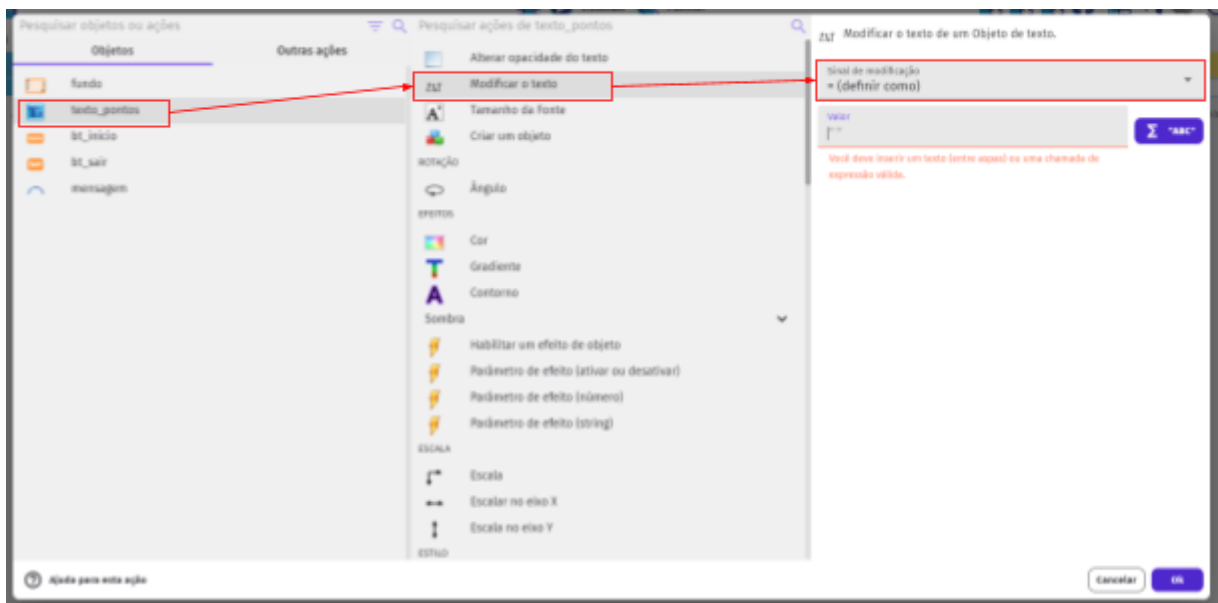 Pesquisar objetos ou ações
Objetos
Outras ações
fundo
texto_pontos
bt_inicio
bt_sair
mensagem
Pesquisar ações de texto_pontos
Alterar opacidade do texto
Modificar o texto
Tamanho da Fonte
Criar um objeto
ROTAÇÃO
Ângulo
EFEITOS
Cor
Gradiente
Contorno
Sombra
Habilitar um efeito de objeto
Parâmetro de efeito (ativar ou desativar)
Parâmetro de efeito (número)
Parâmetro de efeito (string)
ESCALA
Escala
Escalar no eixo X
Escala no eixo Y
ESTILO
Modificar o texto de um Objeto de texto.
Sinal de modificação
= (definir como)
Valor
Σ "ABC"
Você deve inserir um texto (entre aspas) ou uma chamada de
expressão válida.
Ajuda para esta ação
Cancelar
Ok